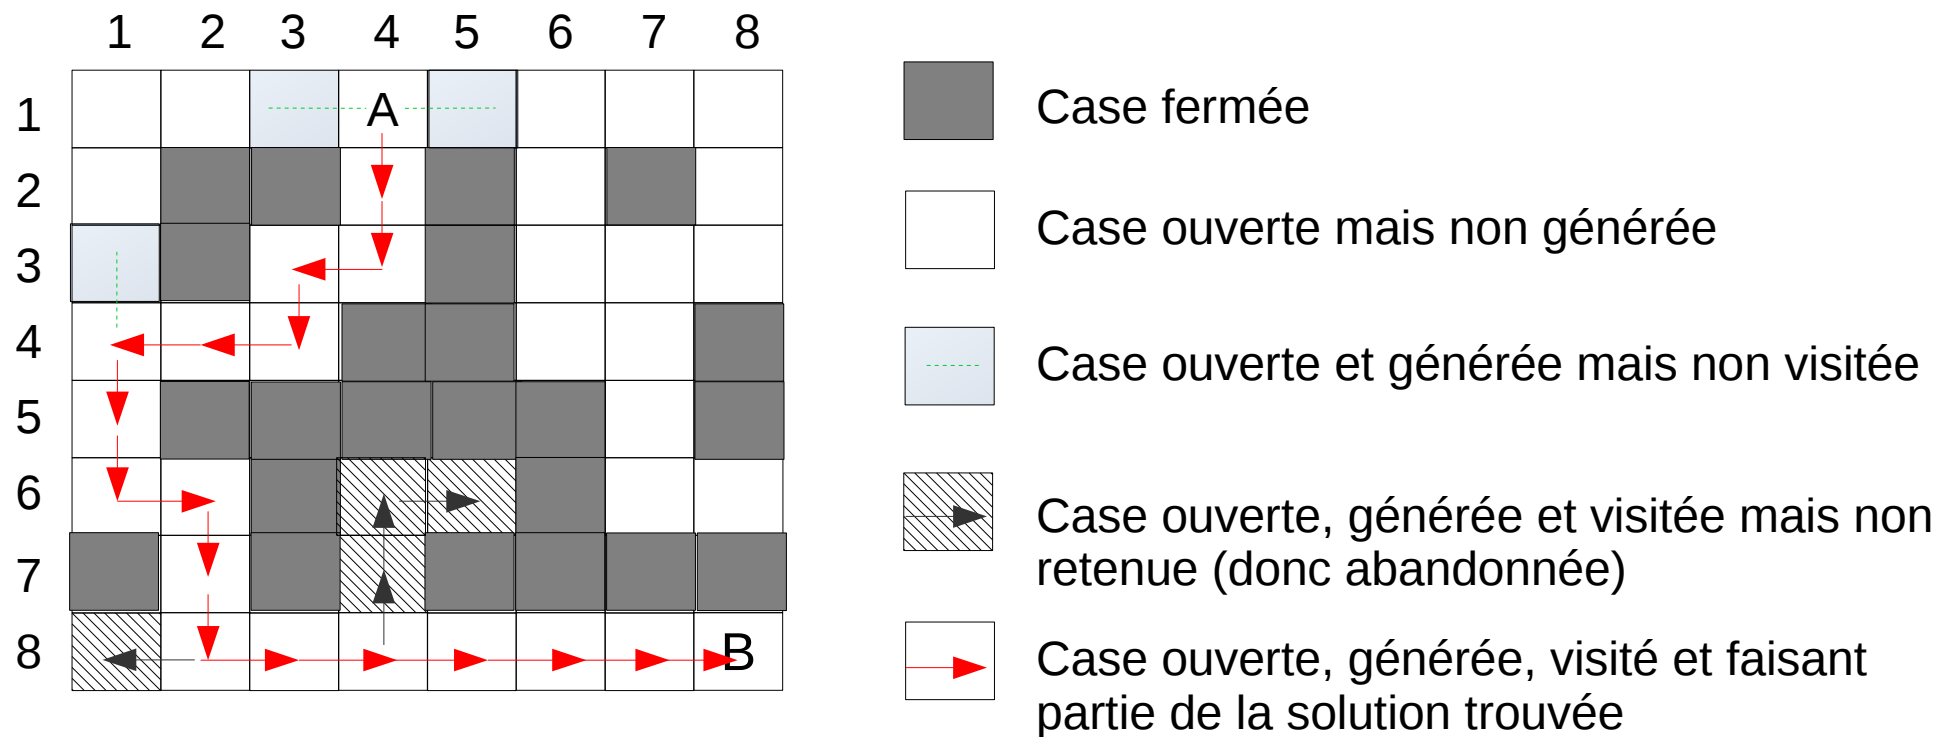 1 2 3 4 5 6 7 8
1 A
2
3
4
5
6
7
8 B
Case fermée
Case ouverte mais non générée
Case ouverte et générée mais non visitée
Case ouverte, générée et visitée mais non
retenue (donc abandonnée)
Case ouverte, générée, visité et faisant
partie de la solution trouvée